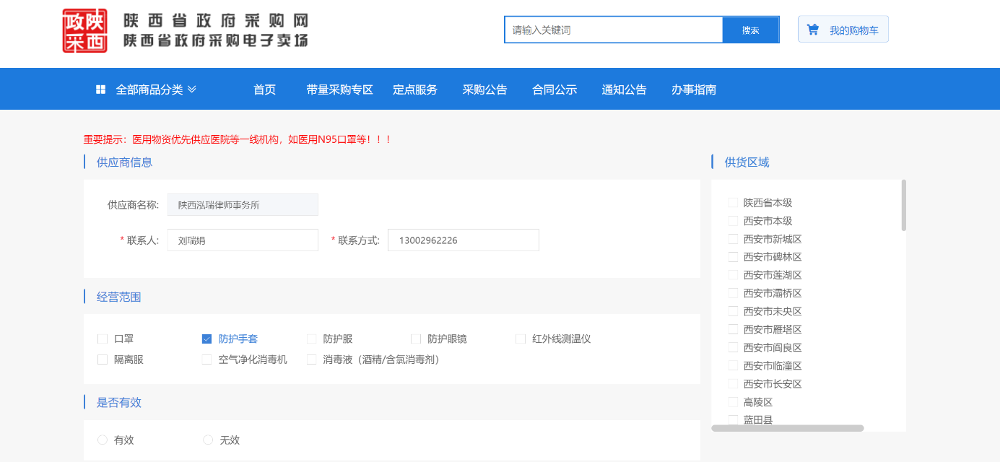 政陕
采西
陕西省政府采购网
陕西省政府采购电子卖场
请输入关键词
搜索
我的购物车
全部商品分类
首页
带量采购专区
定点服务
采购公告
合同公示
通知公告
办事指南
重要提示：医用物资优先供应医院等一线机构，如医用N95口罩等！！！
供应商信息
供应商名称:
陕西泓瑞律师事务所
* 联系人:
刘瑞娟
* 联系方式:
13002962226
经营范围
口罩
防护手套
防护服
防护眼镜
红外线测温仪
隔离服
空气净化消毒机
消毒液（酒精/含氯消毒剂）
是否有效
有效
无效
供货区域
陕西省本级
西安市本级
西安市新城区
西安市碑林区
西安市莲湖区
西安市灞桥区
西安市未央区
西安市雁塔区
西安市阎良区
西安市临潼区
西安市长安区
高陵区
蓝田县